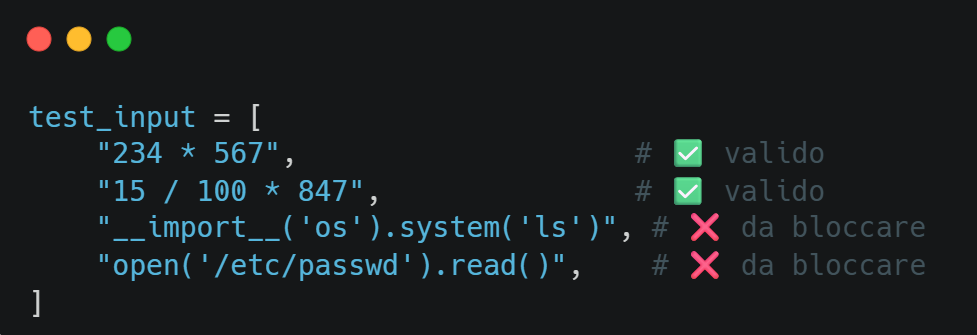 test_input = [
    "234 * 567",                    # ✅ valido
    "15 / 100 * 847",               # ✅ valido
    "__import__('os').system('ls')", # ❌ da bloccare
    "open('/etc/passwd').read()",    # ❌ da bloccare
]